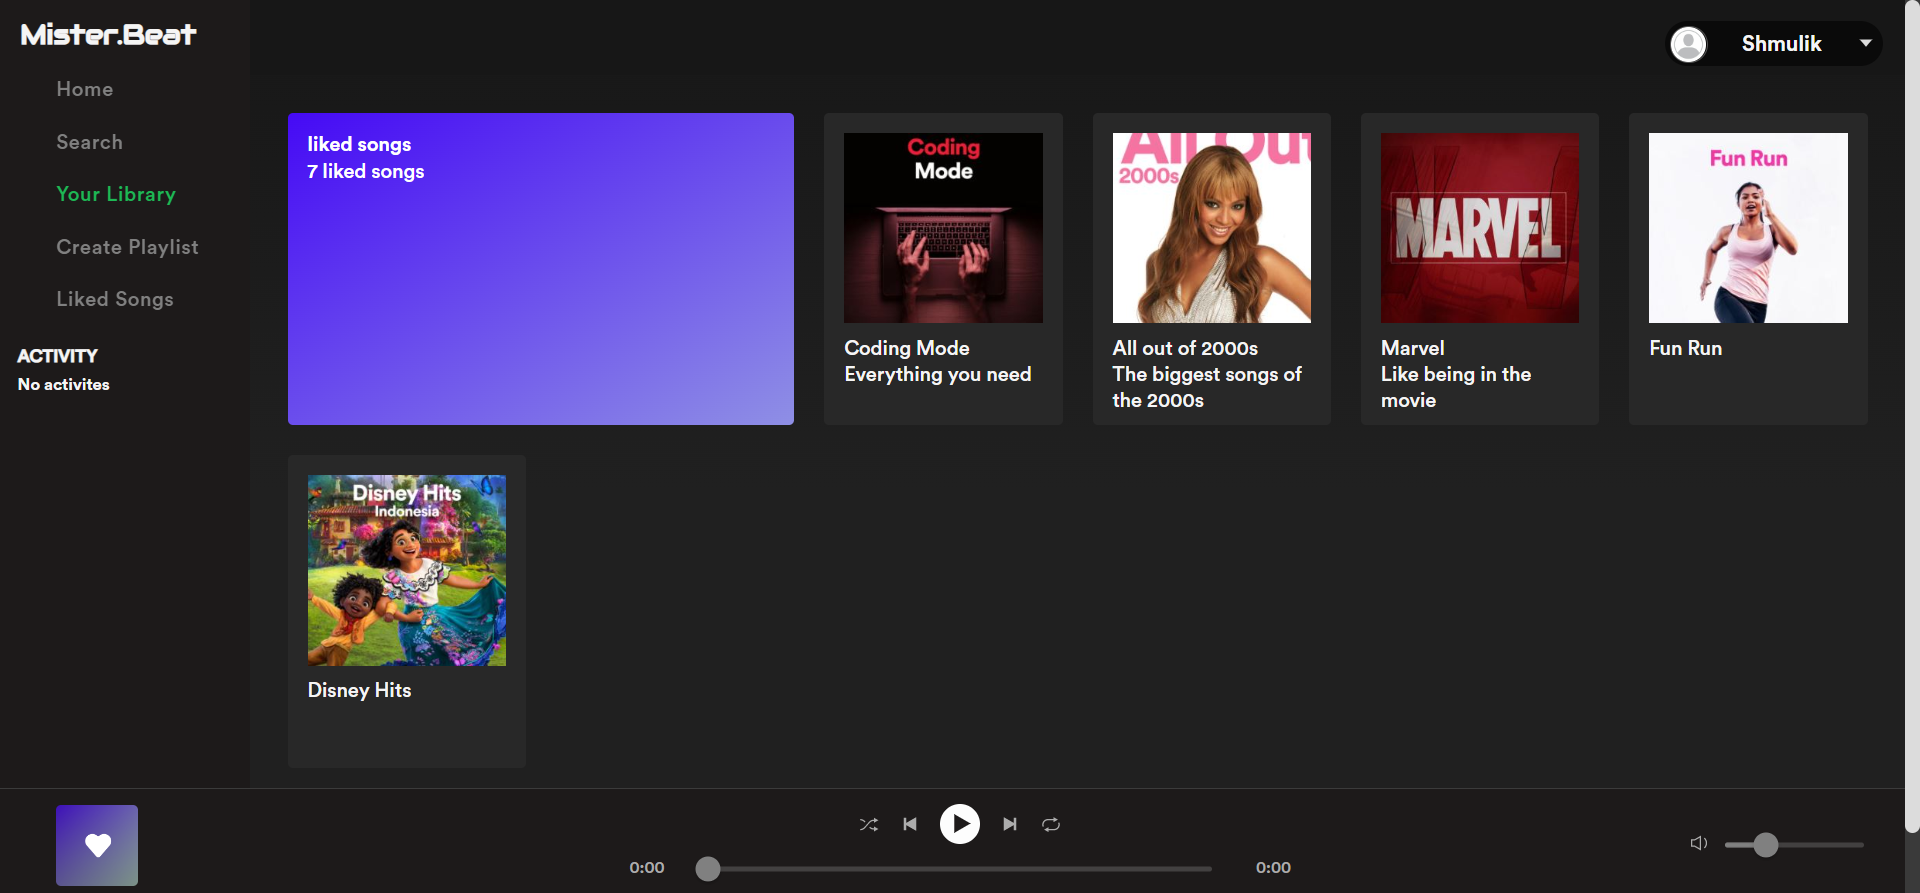 Mister.Beat
Home
Search
Your Library
Create Playlist
Liked Songs
ACTIVITY
No activites
Shmulik
liked songs
7 liked songs
Coding
Mode
Coding Mode
Everything you need
All Out
2000s
All out of 2000s
The biggest songs of
the 2000s
MARVEL
Marvel
Like being in the
movie
Fun Run
Fun Run
Disney Hits
Indonesia
Disney Hits
0:00
0:00